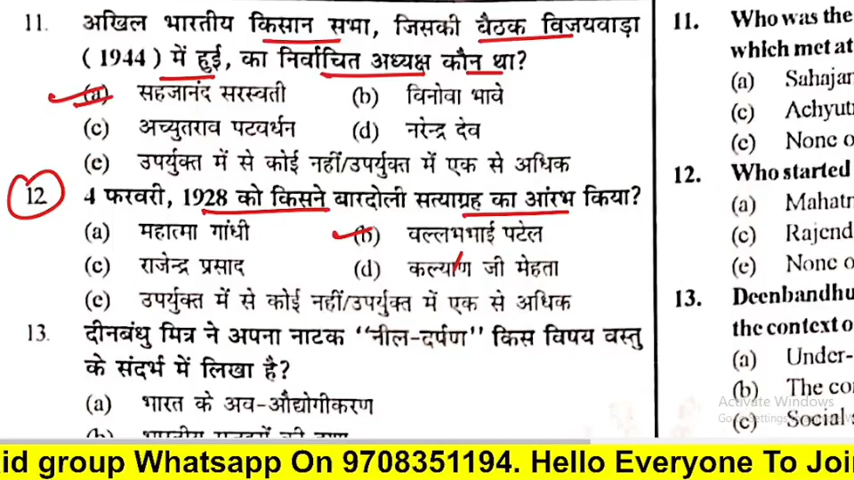 11. अखिल भारतीय किसान सभा, जिसकी बैठक विजयवाड़ा
(1944) में हुई, का निर्वाचित अध्यक्ष कौन था?
(a) सहजानंद सरस्वती (b) विनोवा भावे
(c) अच्युतराव पटवर्धन (d) नरेन्द्र देव
(e) उपर्युक्त में से कोई नहीं/उपर्युक्त में एक से अधिक
12 4 फरवरी, 1928 को किसने बारदोली सत्याग्रह का आंरभ किया?
(a) महात्मा गांधी (b) वल्लभभाई पटेल
(c) राजेन्द्र प्रसाद (d) कल्याण जी मेहता
(e) उपर्युक्त में से कोई नहीं/उपर्युक्त में एक से अधिक
13. दीनबंधु मित्र ने अपना नाटक "नील-दर्पण" किस विषय वस्तु
के संदर्भ में लिखा है?
(a) भारत के अव-औद्योगीकरण
11. Who was the
which met at
(a) Sahajan
(c) Achyut
(e) None o
12. Who started
(a) Mahatr
(c) Rajend
(e) None o
13. Deenbandhu
the context o
(a) Under-
(b) The co
(c) Social
Activate Windows
aid group Whatsapp On 9708351194. Hello Everyone To Joi